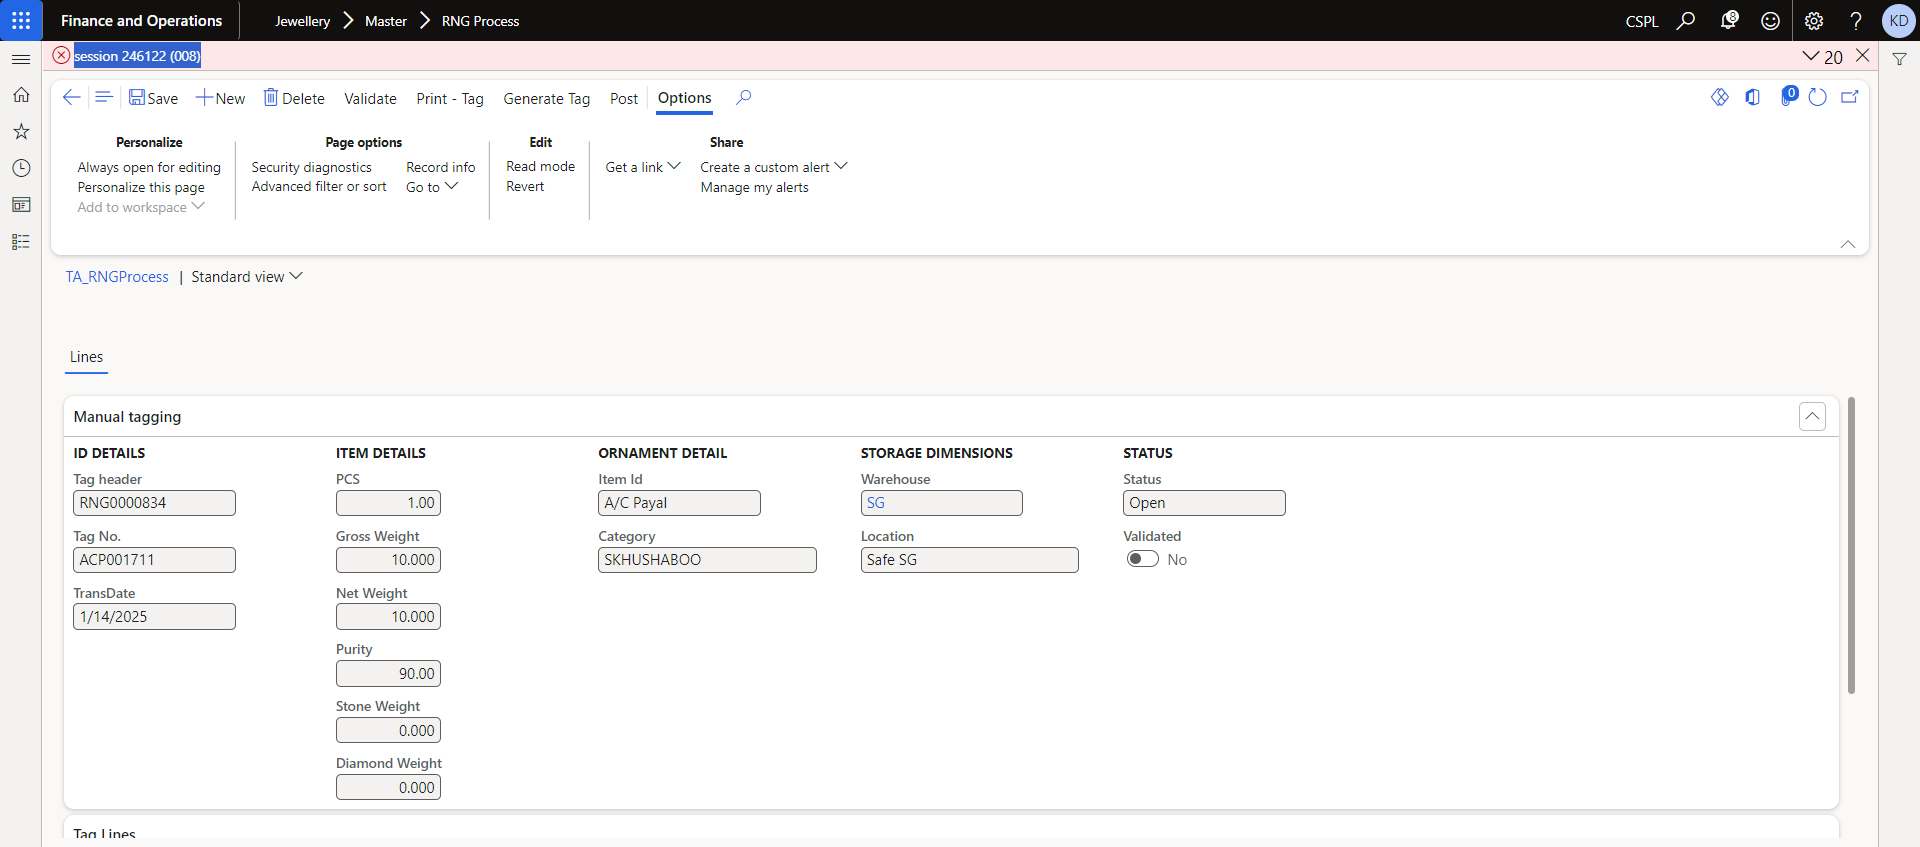 Finance and Operations
Jewellery > Master > RNG Process
CSPL
8
KD
session 246122 (008)
20
Save
New
Delete
Validate
Print - Tag
Generate Tag
Post
Options
0
Personalize
Always open for editing
Personalize this page
Add to workspace
Page options
Security diagnostics
Advanced filter or sort
Record info
Go to
Edit
Read mode
Revert
Share
Get a link
Create a custom alert
Manage my alerts
TA_RNGProcess | Standard view
Lines
Manual tagging
ID DETAILS
Tag header
RNG0000834
Tag No.
ACP001711
TransDate
1/14/2025
ITEM DETAILS
PCS
1.00
Gross Weight
10.000
Net Weight
10.000
Purity
90.00
Stone Weight
0.000
Diamond Weight
0.000
ORNAMENT DETAIL
Item Id
A/C Payal
Category
SKHUSHABOO
STORAGE DIMENSIONS
Warehouse
SG
Location
Safe SG
STATUS
Status
Open
Validated
No
Tag Lines